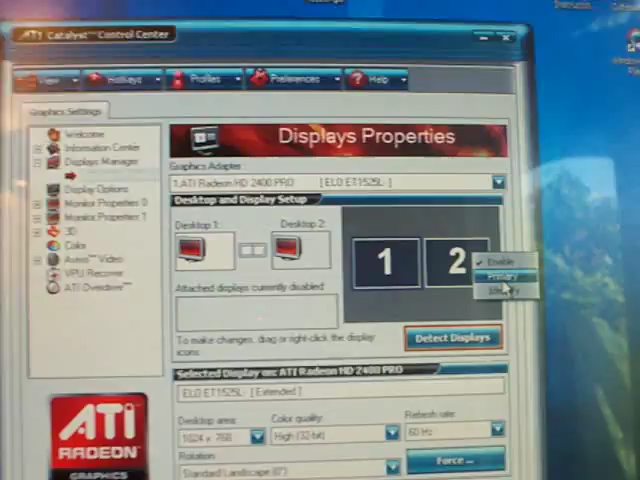 ATI Catalyst™ Control Center
View
Hotkeys
Profiles
Preferences
? Help
Graphics Settings
Welcome
Information Center
Displays Manager
Display Options
Monitor Properties 0
Monitor Properties 1
3D
Color
Avivo™ Video
VPU Recover
ATI Overdrive™
Displays Properties
Graphics Adapter
1.ATI Radeon HD 2400 PRO [ELO ET1525L- ]
Desktop and Display Setup
Desktop 1:
Desktop 2:
1
2
Enable
Primary
Identify
Attached displays currently disabled
To make changes, drag or right-click the display icons.
Detect Displays
Selected Display on: ATI Radeon HD 2400 PRO
ELO ET1525L- [ Extended ]
Desktop area:
1024 x 768
Color quality:
High (32-bit)
Refresh rate:
60 Hz
Rotation
Standard Landscape (0°)
Force ...
ATI
RADEON
GRAPHICS